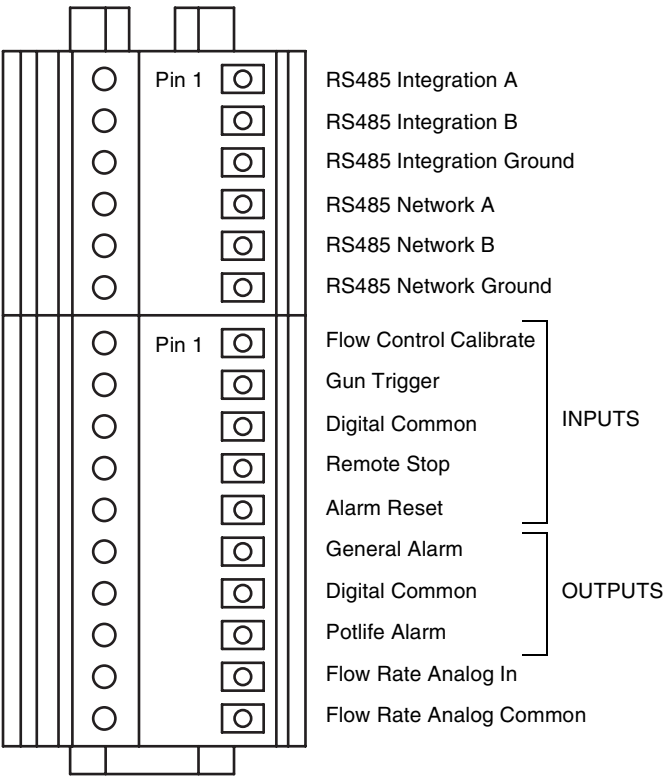 Pin 1 RS485 Integration A
RS485 Integration B
RS485 Integration Ground
RS485 Network A
RS485 Network B
RS485 Network Ground
Pin 1 Flow Control Calibrate
Gun Trigger
Digital Common
INPUTS
Remote Stop
Alarm Reset
General Alarm
Digital Common
OUTPUTS
Potlife Alarm
Flow Rate Analog In
Flow Rate Analog Common